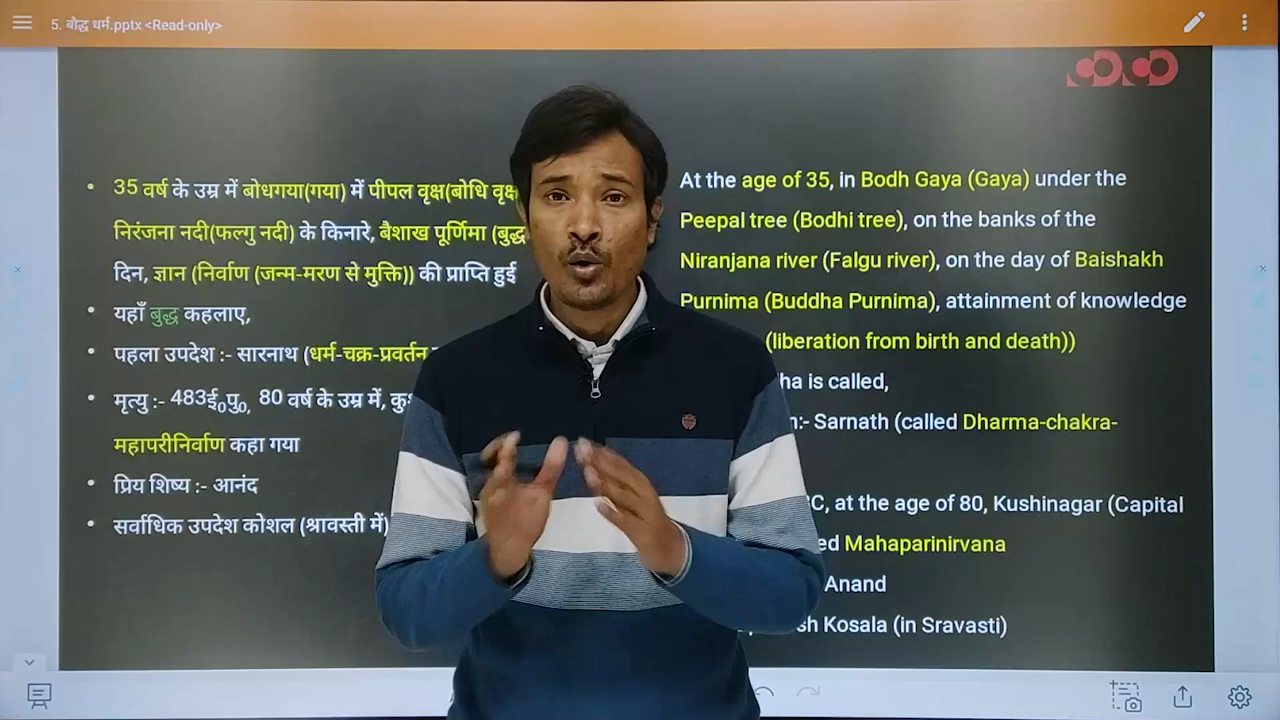 5. बौद्ध धर्म.pptx <Read-only>
• 35 वर्ष के उम्र में बोधगया(गया) में पीपल वृक्ष(बोधि वृक्ष
निरंजना नदी(फल्गु नदी) के किनारे, बैशाख पूर्णिमा (बुद्ध
दिन, ज्ञान (निर्वाण (जन्म-मरण से मुक्ति)) की प्राप्ति हुई
• यहाँ बुद्ध कहलाए,
• पहला उपदेश :- सारनाथ (धर्म-चक्र-प्रवर्तन
• मृत्यु :- 483ई0पु0, 80 वर्ष के उम्र में,
महापरीनिर्वाण कहा गया
• प्रिय शिष्य :- आनंद
• सर्वाधिक उपदेश कोशल (श्रावस्ती में)
At the age of 35, in Bodh Gaya (Gaya) under the
Peepal tree (Bodhi tree), on the banks of the
Niranjana river (Falgu river), on the day of Baishakh
Purnima (Buddha Purnima), attainment of knowledge
(liberation from birth and death))
is called,
:- Sarnath (called Dharma-chakra-
at the age of 80, Kushinagar (Capital
Mahaparinirvana
Anand
Kosala (in Sravasti)